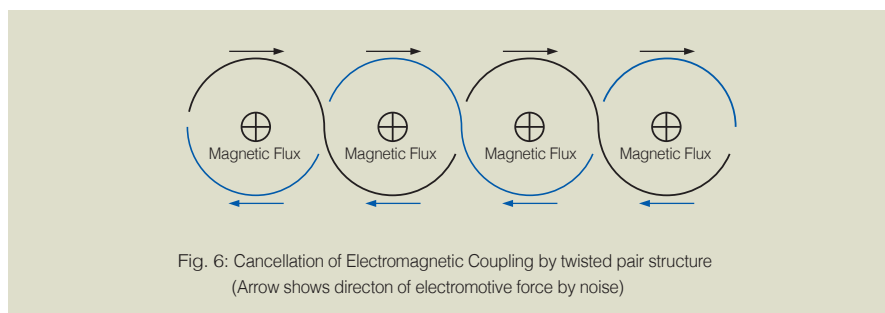 Magnetic Flux Magnetic Flux Magnetic Flux Magnetic Flux
Fig. 6: Cancellation of Electromagnetic Coupling by twisted pair structure
(Arrow shows directon of electromotive force by noise)